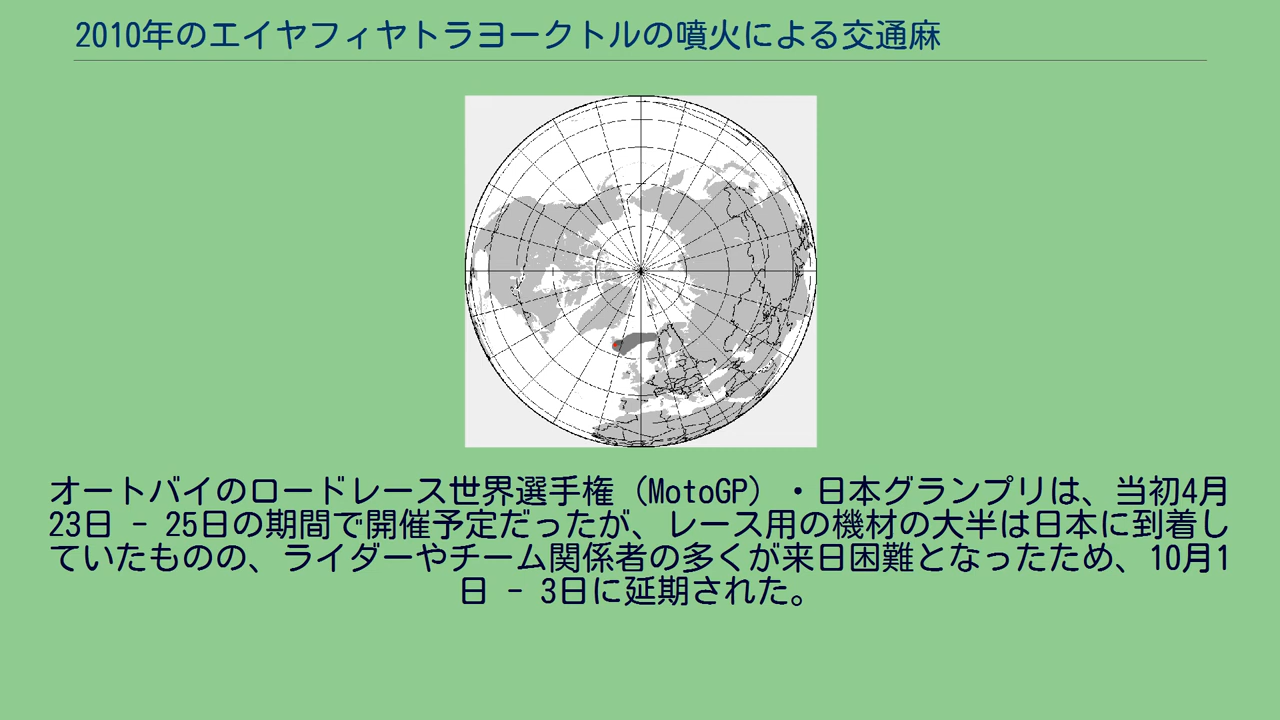 2010年のエイヤフィヤトラヨークトルの噴火による交通麻
オートバイのロードレース世界選手権（MotoGP）・日本グランプリは、当初4月
23日 - 25日の期間で開催予定だったが、レース用の機材の大半は日本に到着し
ていたものの、ライダーやチーム関係者の多くが来日困難となったため、10月1
日 - 3日に延期された。